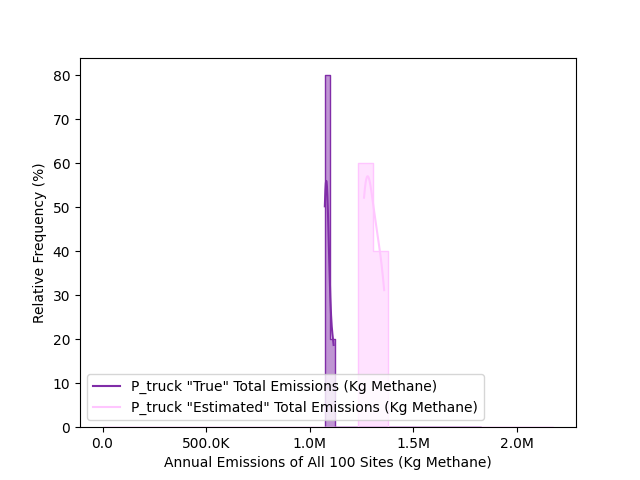 80
70
60
50
40
30
20
10
0
Relative Frequency (%)
P_truck "True" Total Emissions (Kg Methane)
P_truck "Estimated" Total Emissions (Kg Methane)
0.0 500.0K 1.0M 1.5M 2.0M
Annual Emissions of All 100 Sites (Kg Methane)